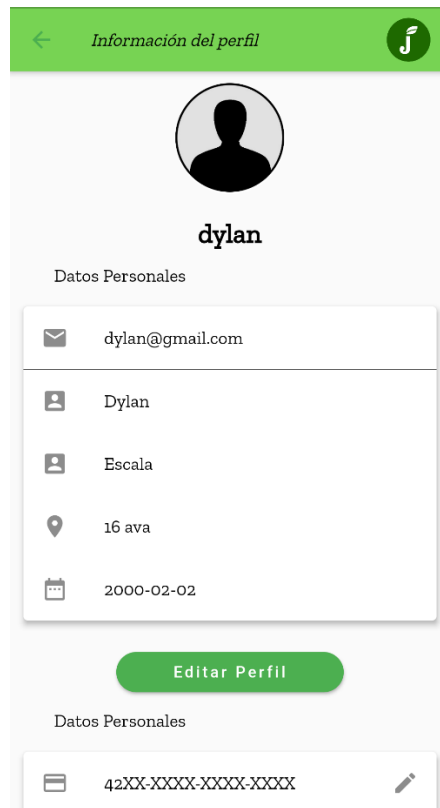 Información del perfil
j
dylan
Datos Personales
dylan@gmail.com
Dylan
Escala
16 ava
2000-02-02
Editar Perfil
Datos Personales
42XX-XXXX-XXXX-XXXX